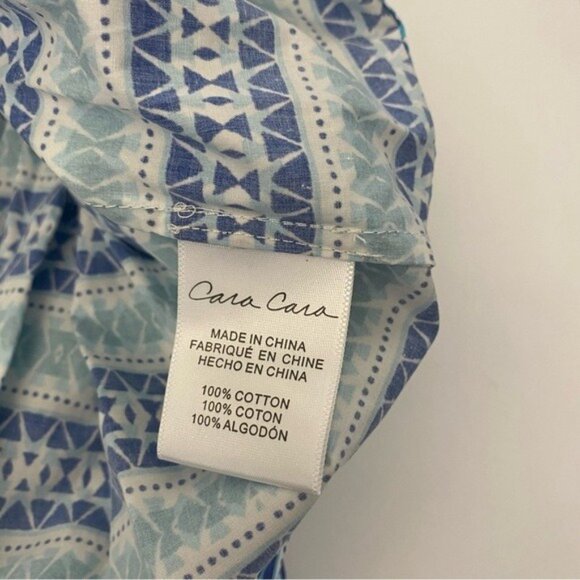 Cara Cara
MADE IN CHINA
FABRIQUÉ EN CHINE
HECHO EN CHINA
100% COTTON
100% COTON
100% ALGODÓN